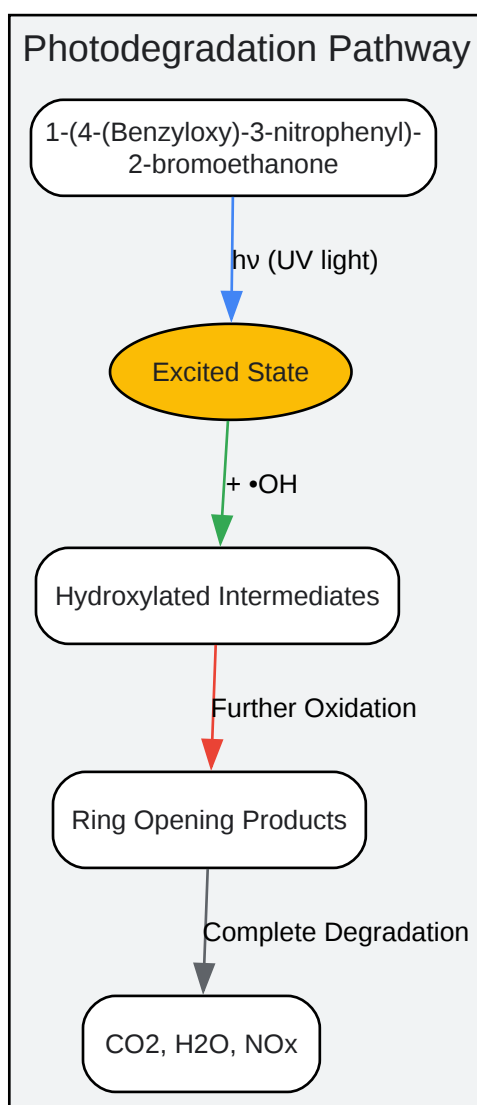 Photodegradation Pathway
1-(4-(Benzyloxy)-3-nitrophenyl)-
2-bromoethanone
hν (UV light)
Excited State
+ •OH
Hydroxylated Intermediates
Further Oxidation
Ring Opening Products
Complete Degradation
CO2, H2O, NOx